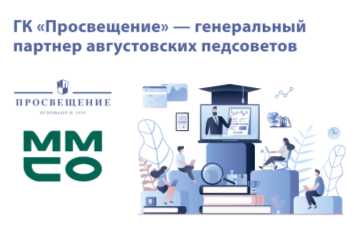 ГК «Просвещение» — генеральный
партнер августовских педсоветов
ПРОСВЕЩЕНИЕ
ОСНОВАНО В 1930
ММ
СО